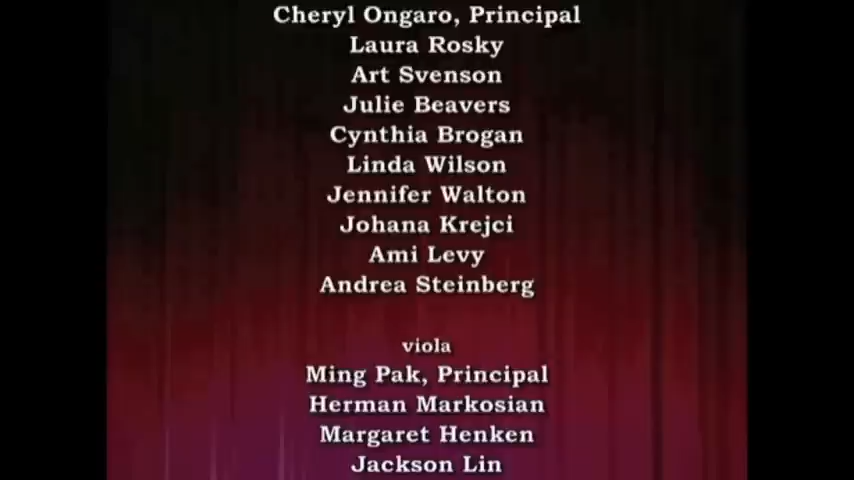 Cheryl Ongaro, Principal
Laura Rosky
Art Svenson
Julie Beavers
Cynthia Brogan
Linda Wilson
Jennifer Walton
Johana Krejci
Ami Levy
Andrea Steinberg
viola
Ming Pak, Principal
Herman Markosian
Margaret Henken
Jackson Lin